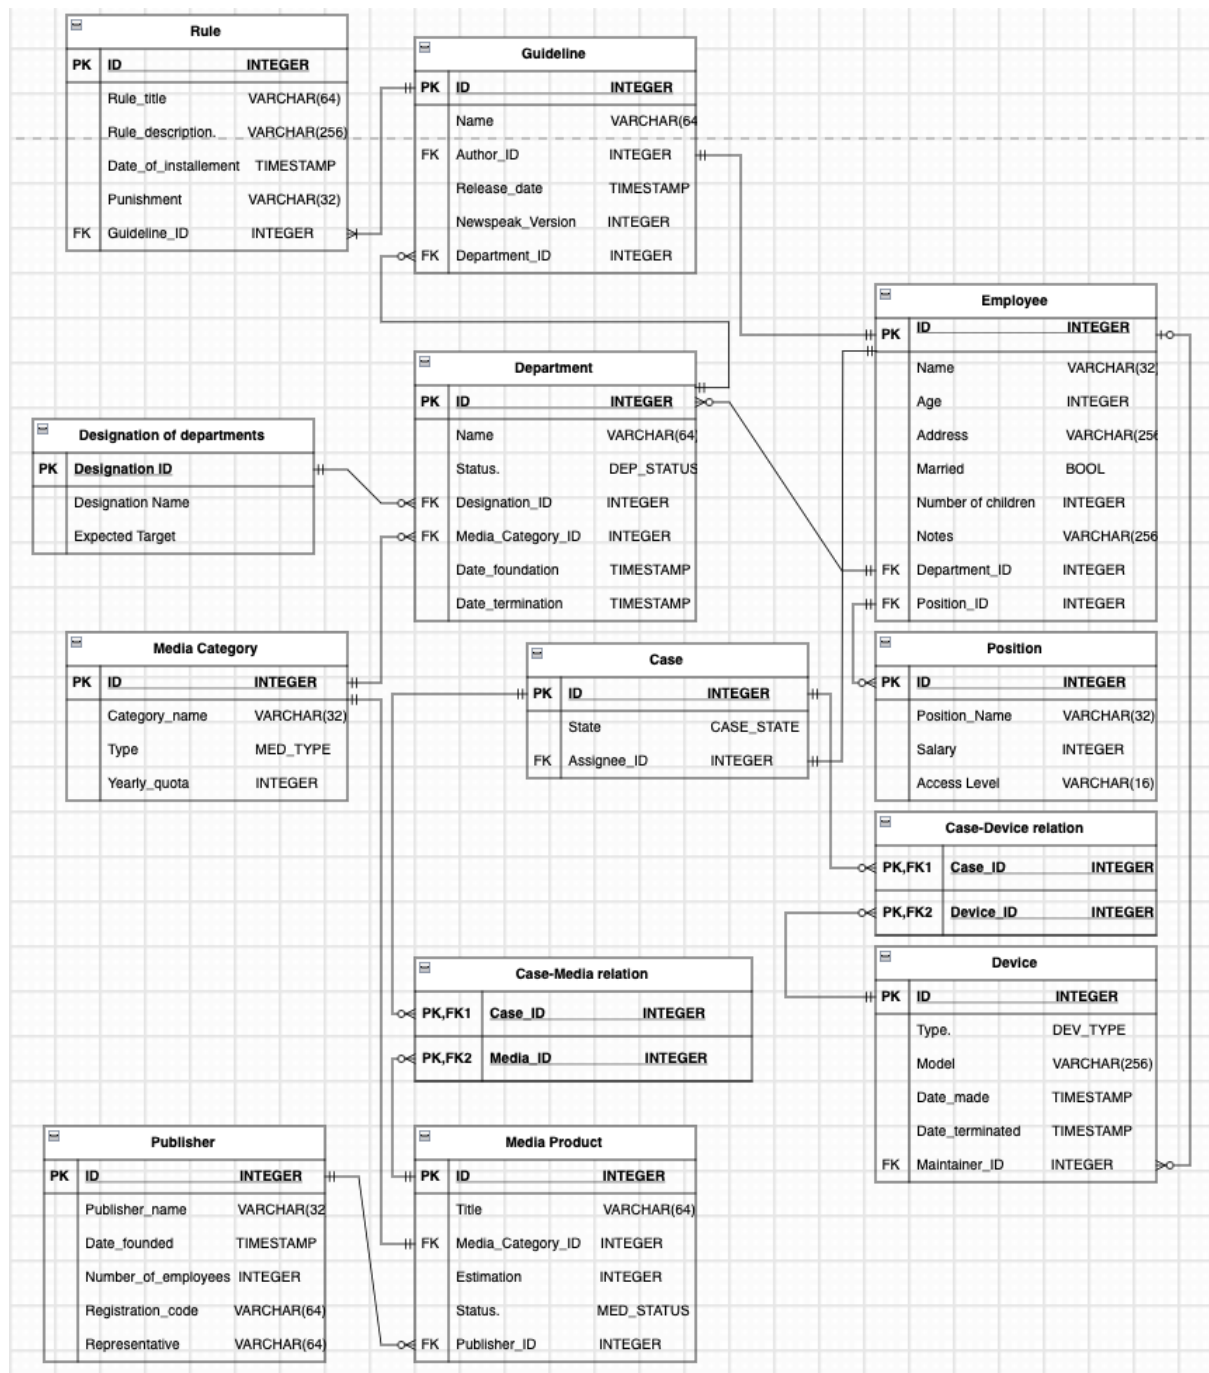 Rule
PK ID INTEGER
Rule_title VARCHAR(64)
Rule_description. VARCHAR(256)
Date_of_installement TIMESTAMP
Punishment VARCHAR(32)
FK Guideline_ID INTEGER
Guideline
PK ID INTEGER
Name VARCHAR(64
FK Author_ID INTEGER
Release_date TIMESTAMP
Newspeak_Version INTEGER
FK Department_ID INTEGER
Employee
PK ID INTEGER
Name VARCHAR(32)
Age INTEGER
Address VARCHAR(256
Married BOOL
Number of children INTEGER
Notes VARCHAR(256
FK Department_ID INTEGER
FK Position_ID INTEGER
Department
PK ID INTEGER
Name VARCHAR(64)
Status. DEP_STATUS
FK Designation_ID INTEGER
FK Media_Category_ID INTEGER
Date_foundation TIMESTAMP
Date_termination TIMESTAMP
Designation of departments
PK Designation ID
Designation Name
Expected Target
Media Category
PK ID INTEGER
Category_name VARCHAR(32)
Type MED_TYPE
Yearly_quota INTEGER
Case
PK ID INTEGER
State CASE_STATE
FK Assignee_ID INTEGER
Position
PK ID INTEGER
Position_Name VARCHAR(32)
Salary INTEGER
Access Level VARCHAR(16)
Case-Device relation
PK,FK1 Case_ID INTEGER
PK,FK2 Device_ID INTEGER
Device
PK ID INTEGER
Type. DEV_TYPE
Model VARCHAR(256)
Date_made TIMESTAMP
Date_terminated TIMESTAMP
FK Maintainer_ID INTEGER
Case-Media relation
PK,FK1 Case_ID INTEGER
PK,FK2 Media_ID INTEGER
Publisher
PK ID INTEGER
Publisher_name VARCHAR(32
Date_founded TIMESTAMP
Number_of_employees INTEGER
Registration_code VARCHAR(64)
Representative VARCHAR(64)
Media Product
PK ID INTEGER
Title VARCHAR(64)
FK Media_Category_ID INTEGER
Estimation INTEGER
Status. MED_STATUS
FK Publisher_ID INTEGER